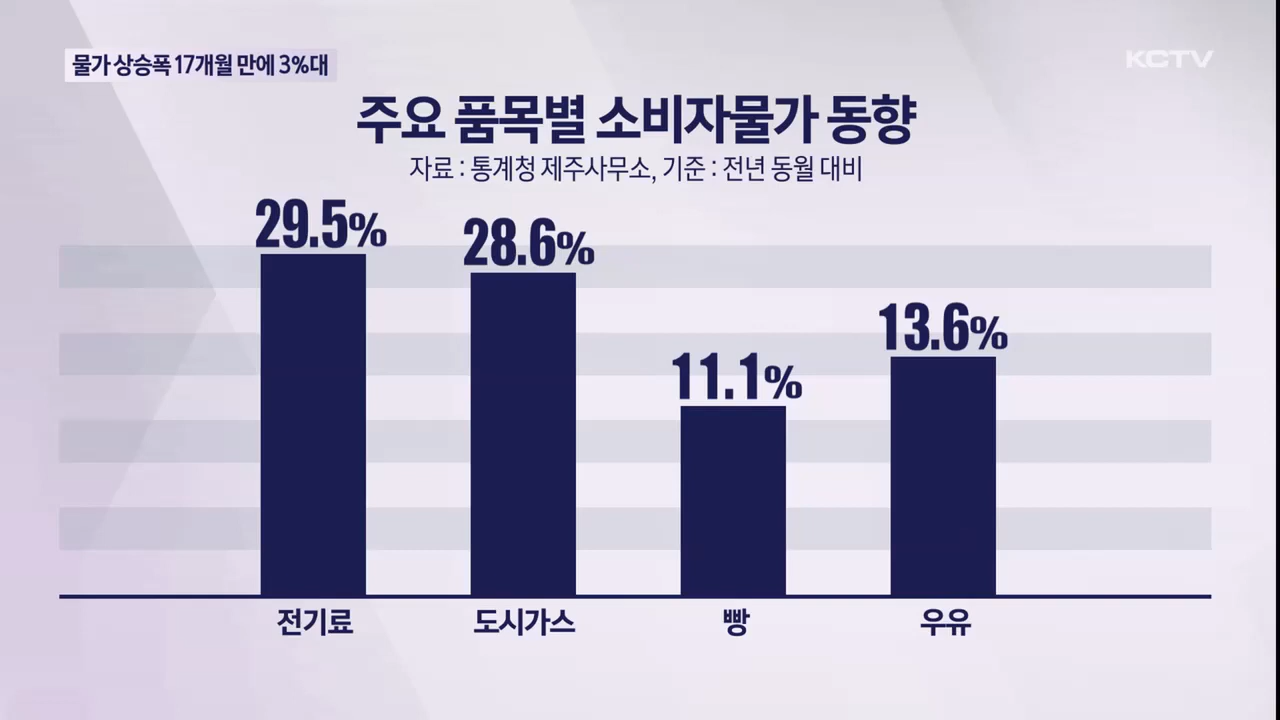 물가 상승폭 17개월 만에 3%대
KCTV
주요 품목별 소비자물가 동향
자료 : 통계청 제주사무소, 기준 : 전년 동월 대비
29.5%
28.6%
11.1%
13.6%
전기료
도시가스
빵
우유